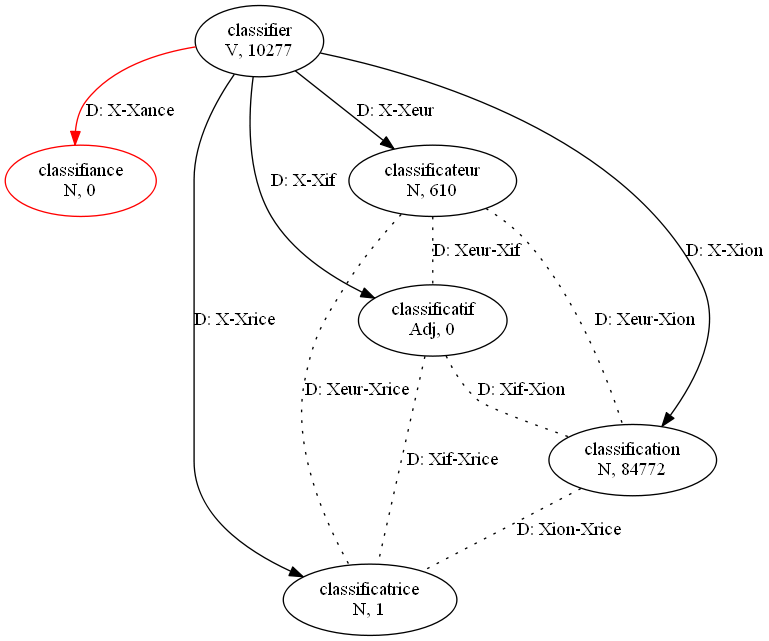 classifier
V, 10277
D: X-Xance
D: X-Xeur
classifiance
N, 0
D: X-Xif
classificateur
N, 610
D: Xeur-Xif
D: X-Xion
classificatif
Adj, 0
D: X-Xrice
D: Xeur-Xion
D: Xeur-Xrice
D: Xif-Xion
D: Xif-Xrice
classification
N, 84772
D: Xion-Xrice
classificatrice
N, 1